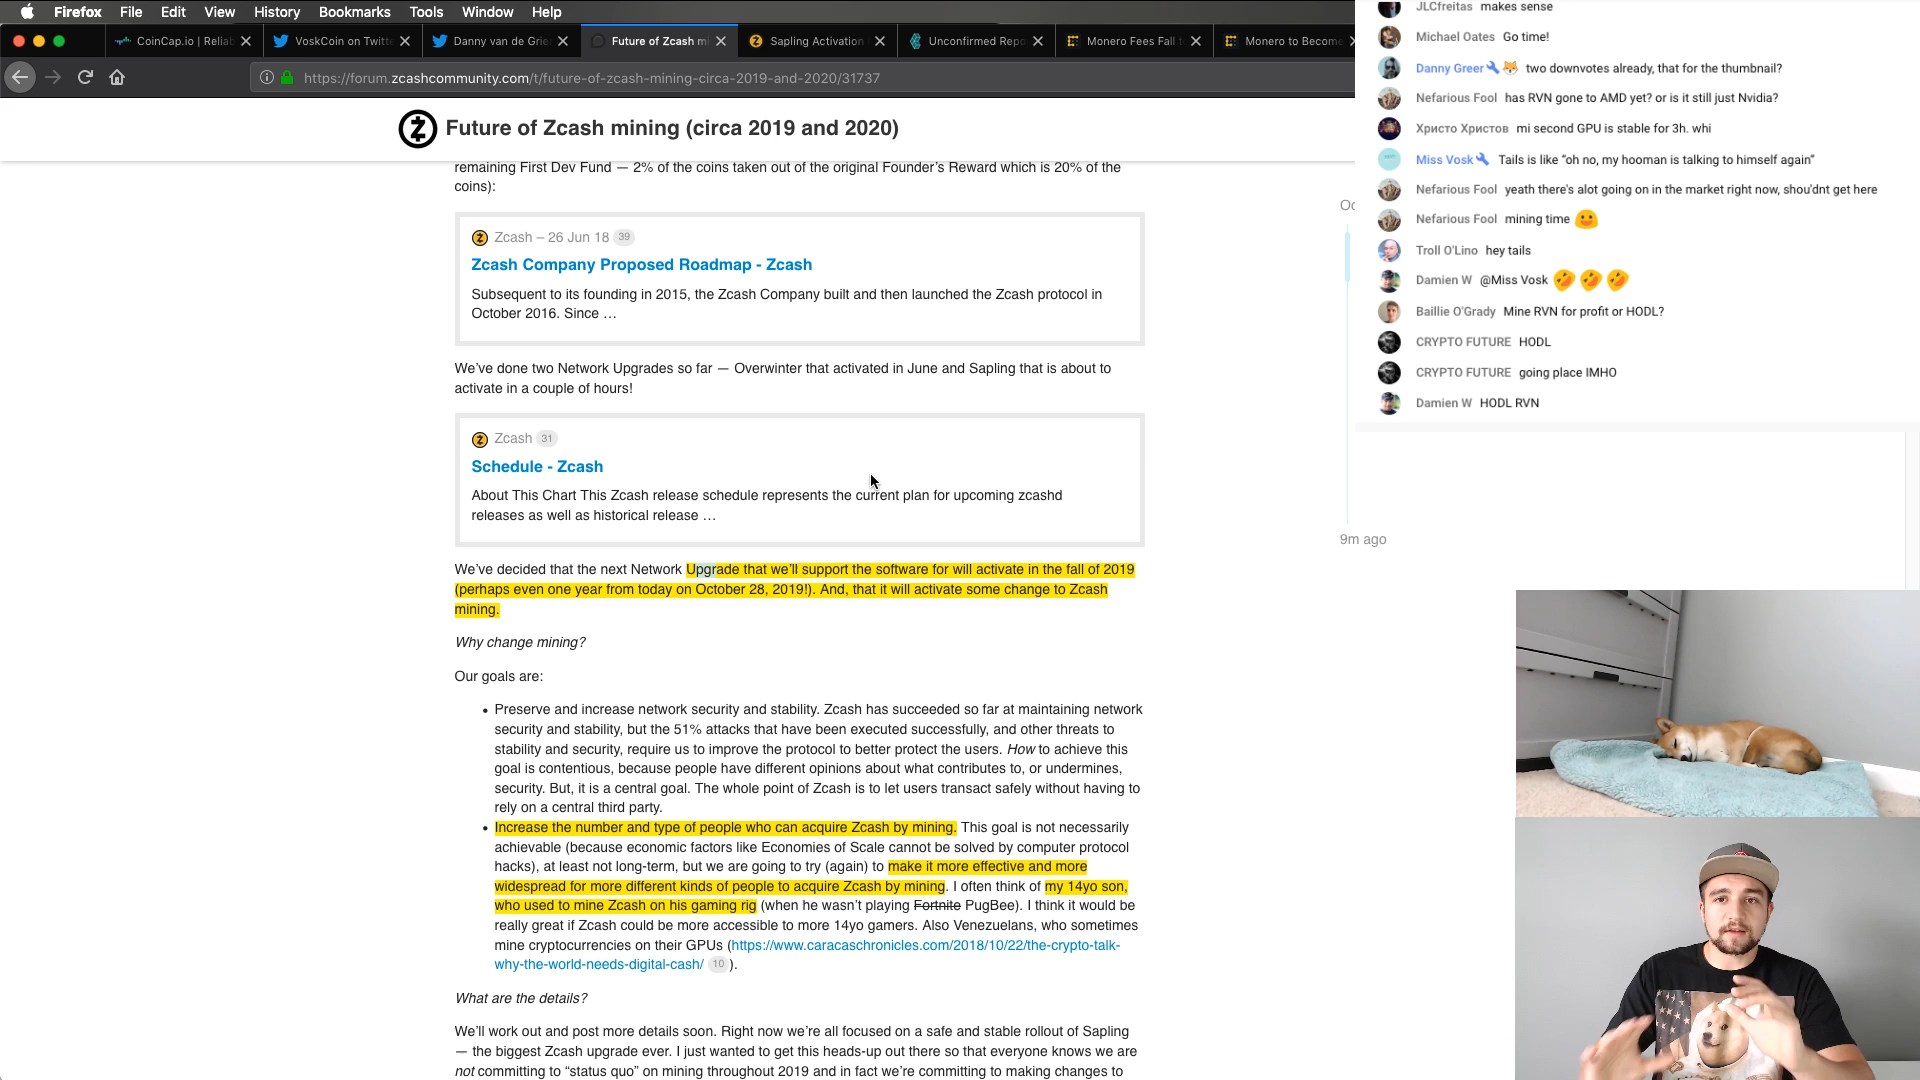 Firefox File Edit View History Bookmarks Tools Window Help
CoinCap.io | Reliab
VoskCoin on Twitt
Danny van de Grie
Future of Zcash mi
Sapling Activation
Unconfirmed Repo
Monero Fees Fall t
Monero to Become
https://forum.zcashcommunity.com/t/future-of-zcash-mining-circa-2019-and-2020/31737
Future of Zcash mining (circa 2019 and 2020)
remaining First Dev Fund — 2% of the coins taken out of the original Founder's Reward which is 20% of the
coins):
Zcash – 26 Jun 18 39
Zcash Company Proposed Roadmap - Zcash
Subsequent to its founding in 2015, the Zcash Company built and then launched the Zcash protocol in
October 2016. Since …
We've done two Network Upgrades so far — Overwinter that activated in June and Sapling that is about to
activate in a couple of hours!
Zcash 31
Schedule - Zcash
About This Chart This Zcash release schedule represents the current plan for upcoming zcashd
releases as well as historical release …
We've decided that the next Network Upgrade that we'll support the software for will activate in the fall of 2019
(perhaps even one year from today on October 28, 2019!). And, that it will activate some change to Zcash
mining.
Why change mining?
Our goals are:
• Preserve and increase network security and stability. Zcash has succeeded so far at maintaining network
security and stability, but the 51% attacks that have been executed successfully, and other threats to
stability and security, require us to improve the protocol to better protect the users. How to achieve this
goal is contentious, because people have different opinions about what contributes to, or undermines,
security. But, it is a central goal. The whole point of Zcash is to let users transact safely without having to
rely on a central third party.
• Increase the number and type of people who can acquire Zcash by mining. This goal is not necessarily
achievable (because economic factors like Economies of Scale cannot be solved by computer protocol
hacks), at least not long-term, but we are going to try (again) to make it more effective and more
widespread for more different kinds of people to acquire Zcash by mining. I often think of my 14yo son,
who used to mine Zcash on his gaming rig (when he wasn't playing Fortnite PugBee). I think it would be
really great if Zcash could be more accessible to more 14yo gamers. Also Venezuelans, who sometimes
mine cryptocurrencies on their GPUs (https://www.caracaschronicles.com/2018/10/22/the-crypto-talk-
why-the-world-needs-digital-cash/ 10 ).
What are the details?
We'll work out and post more details soon. Right now we're all focused on a safe and stable rollout of Sapling
— the biggest Zcash upgrade ever. I just wanted to get this heads-up out there so that everyone knows we are
not committing to "status quo" on mining throughout 2019 and in fact we're committing to making changes to
Oc
9m ago
JLCfreitas makes sense
Michael Oates Go time!
Danny Greer two downvotes already, that for the thumbnail?
Nefarious Fool has RVN gone to AMD yet? or is it still just Nvidia?
Христо Христов mi second GPU is stable for 3h. whi
Miss Vosk Tails is like "oh no, my hooman is talking to himself again"
Nefarious Fool yeath there's alot going on in the market right now, shou'dnt get here
Nefarious Fool mining time
Troll O'Lino hey tails
Damien W @Miss Vosk
Baillie O'Grady Mine RVN for profit or HODL?
CRYPTO FUTURE HODL
CRYPTO FUTURE going place IMHO
Damien W HODL RVN